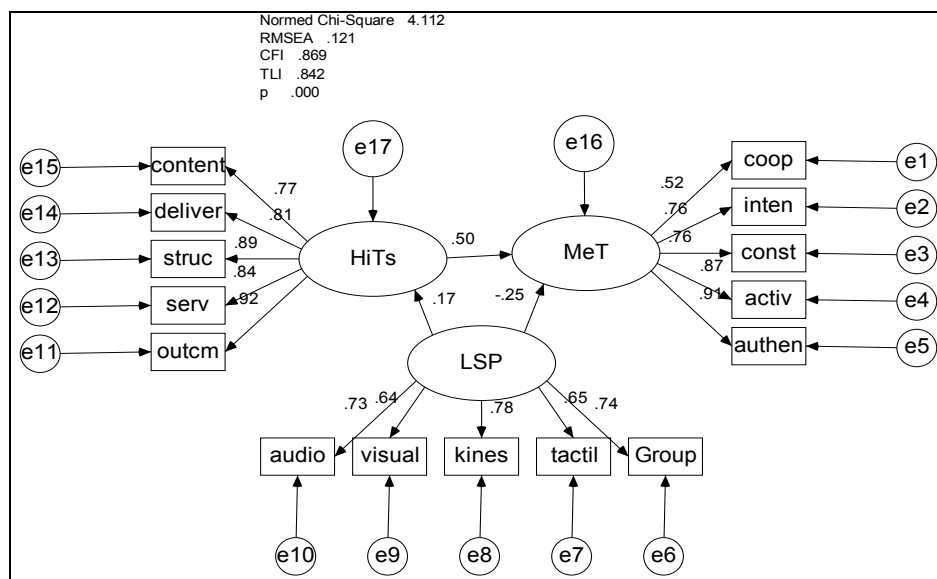 Normed Chi-Square 4.112
RMSEA .121
CFI .869
TLI .842
p .000
e17
e16
e15
content
coop
e1
.77
.52
e14
deliver
.81
.76
inten
e2
e13
struc
.89
HiTs
.50
MeT
.76
const
e3
e12
serv
.84
.87
activ
e4
.92
.17
-.25
.91
e11
outcm
LSP
authen
e5
.73
.64
.78
.65
.74
audio
visual
kines
tactil
Group
e10
e9
e8
e7
e6